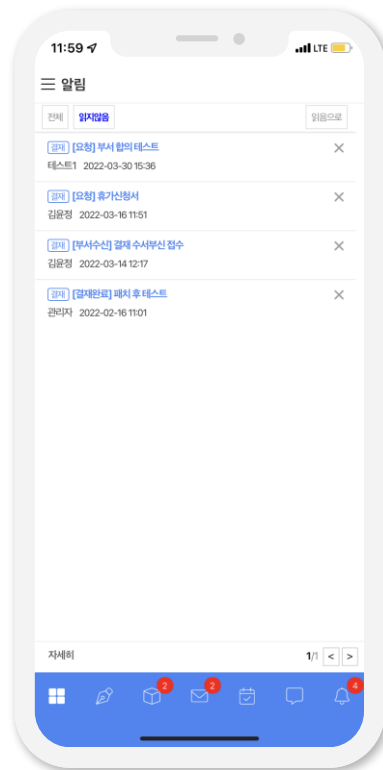 11:59 LTE
알림
전체 읽지않음 읽음으로
결재 [요청] 부서 합의 테스트
테스트1 2022-03-30 15:36
결재 [요청] 휴가신청서
김윤정 2022-03-16 11:51
결재 [부서수신] 결재 수서부신 접수
김윤정 2022-03-14 12:17
결재 [결재완료] 패치 후 테스트
관리자 2022-02-16 11:01
자세히 1/1 < >
2 2 4